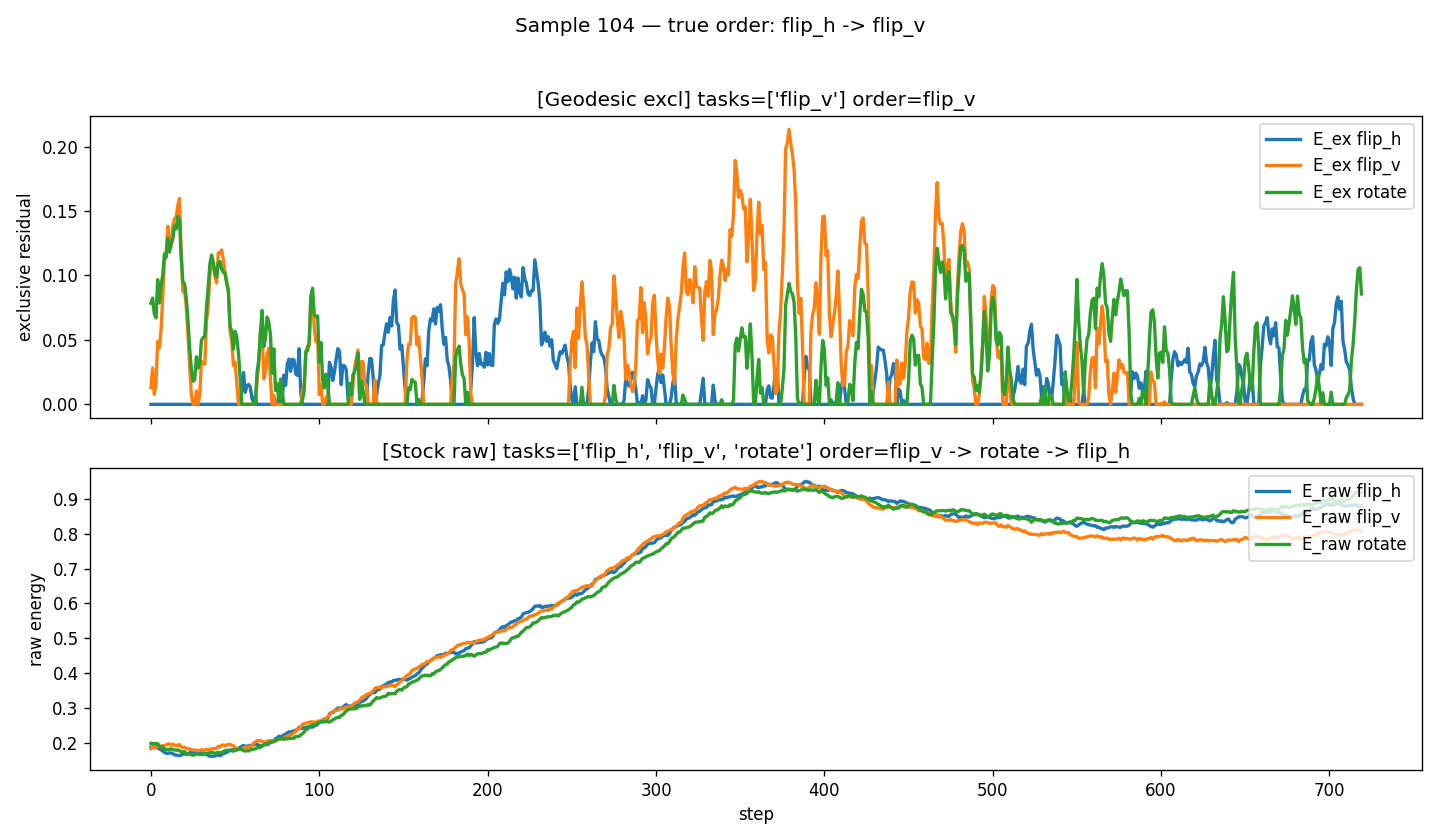 Sample 104 — true order: flip_h -> flip_v
[Geodesic excl] tasks=['flip_v'] order=flip_v
exclusive residual
0.20
0.15
0.10
0.05
0.00
E_ex flip_h
E_ex flip_v
E_ex rotate
[Stock raw] tasks=['flip_h', 'flip_v', 'rotate'] order=flip_v -> rotate -> flip_h
raw energy
0.9
0.8
0.7
0.6
0.5
0.4
0.3
0.2
E_raw flip_h
E_raw flip_v
E_raw rotate
0 100 200 300 400 500 600 700
step